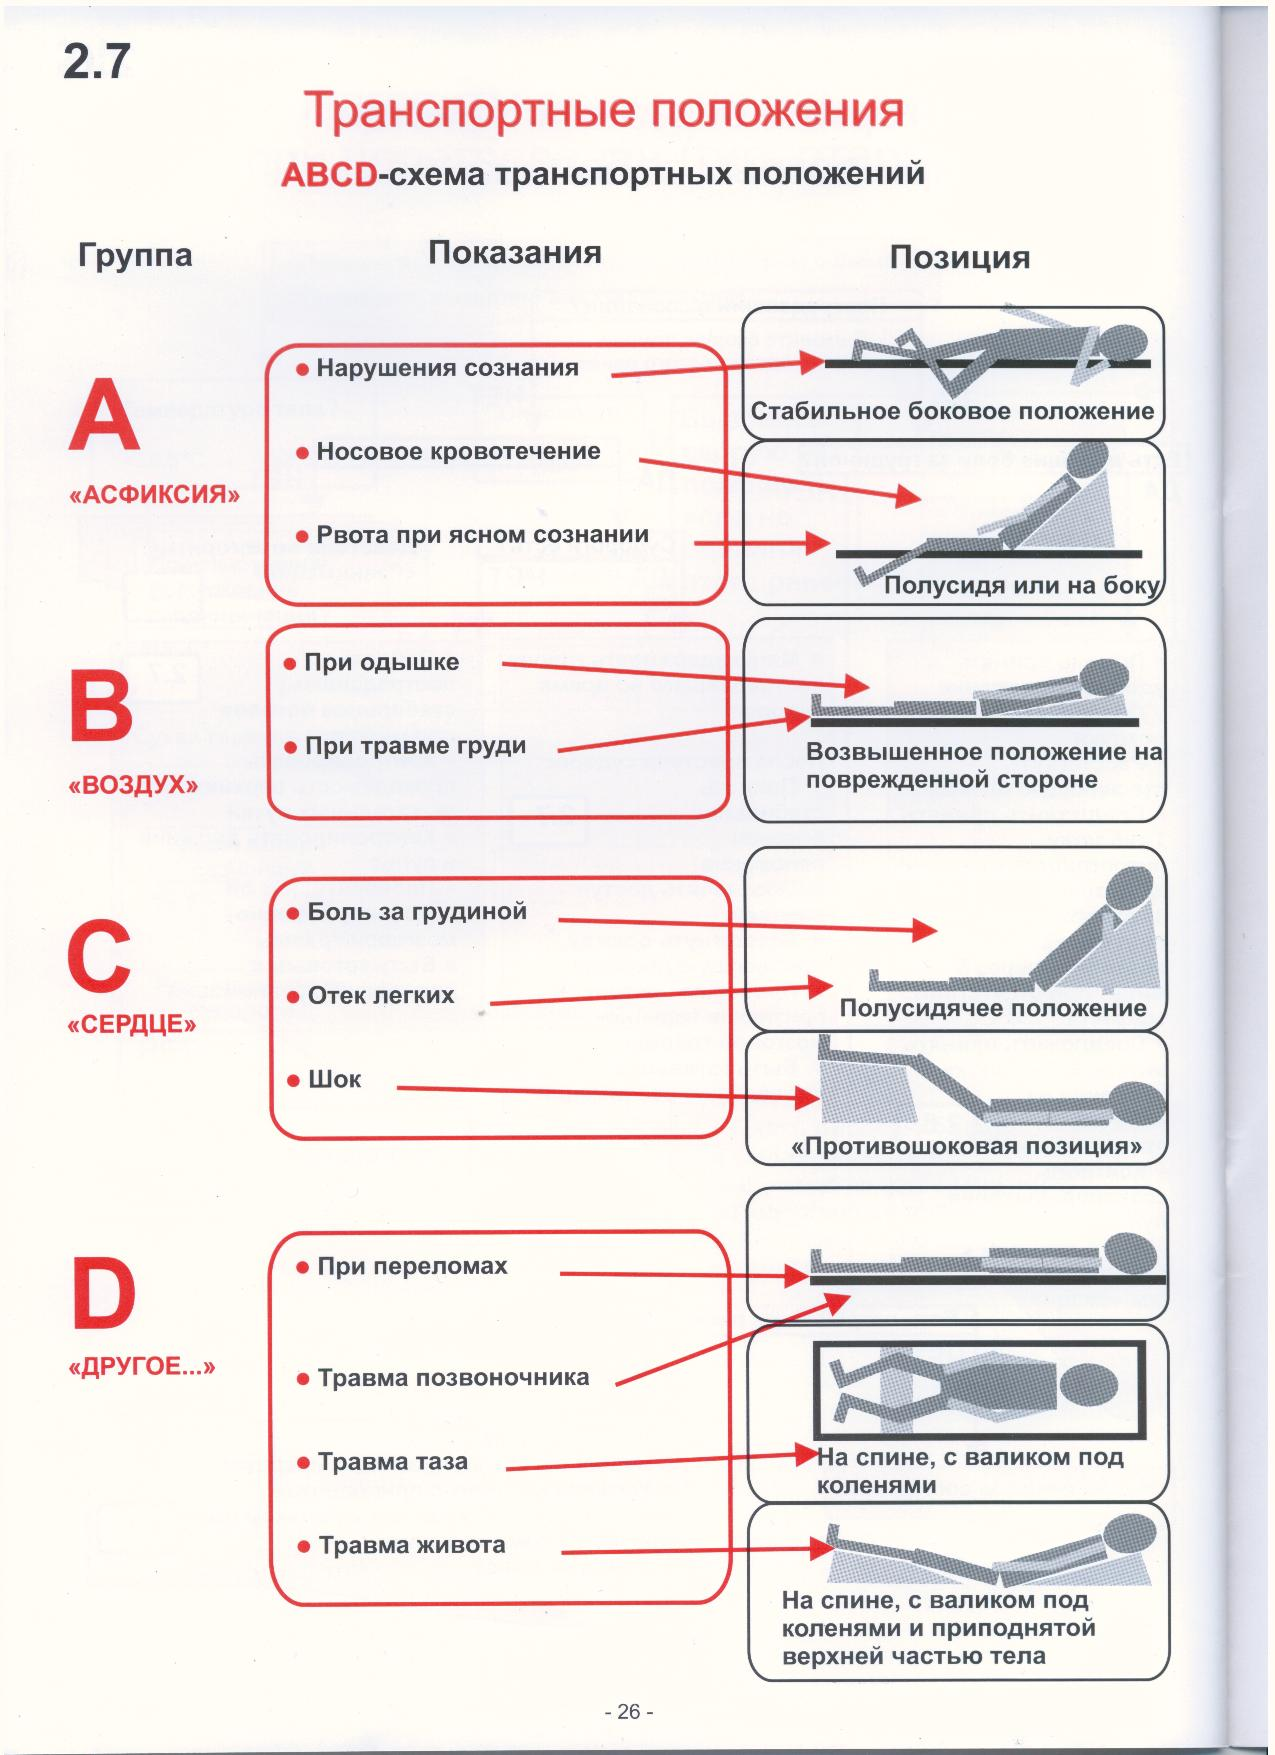 2.7
Транспортные положения
ABCD-схема транспортных положений
Группа
Показания
Позиция
A
«АСФИКСИЯ»
• Нарушения сознания
• Носовое кровотечение
• Рвота при ясном сознании
Стабильное боковое положение
Полусидя или на боку
B
«ВОЗДУХ»
• При одышке
• При травме груди
Возвышенное положение на
поврежденной стороне
C
«СЕРДЦЕ»
• Боль за грудиной
• Отек легких
• Шок
Полусидячее положение
«Противошоковая позиция»
D
«ДРУГОЕ...»
• При переломах
• Травма позвоночника
• Травма таза
• Травма живота
На спине, с валиком под
коленями
На спине, с валиком под
коленями и приподнятой
верхней частью тела
- 26 -